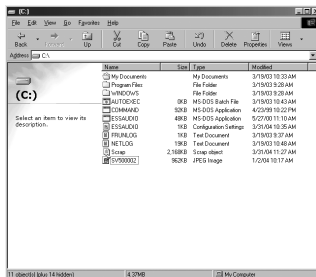 (C:)
File Edit View Go Favorites Help
Back Forward Up Cut Copy Paste Undo Delete Properties Views
Address C:\
Name Size Type Modified
My Documents My Documents 3/19/03 10:33 AM
Program Files File Folder 3/19/03 9:28 AM
WINDOWS File Folder 3/19/03 9:28 AM
AUTOEXEC 0KB MS-DOS Batch File 3/19/03 10:43 AM
COMMAND 92KB MS-DOS Application 4/23/99 10:22 PM
ESSAUDIO 48KB MS-DOS Application 5/27/00 11:10 AM
ESSAUDIO 1KB Configuration Settings 3/31/04 10:35 AM
FRUNLOG 1KB Text Document 3/19/03 9:37 AM
NETLOG 19KB Text Document 3/19/03 10:48 AM
Scrap 2,168KB Scrap object 3/31/04 11:27 AM
SV500002 962KB JPEG Image 1/2/04 10:17 AM
(C:)
Select an item to view its description.
11 object(s) (plus 14 hidden) 4.37MB My Computer